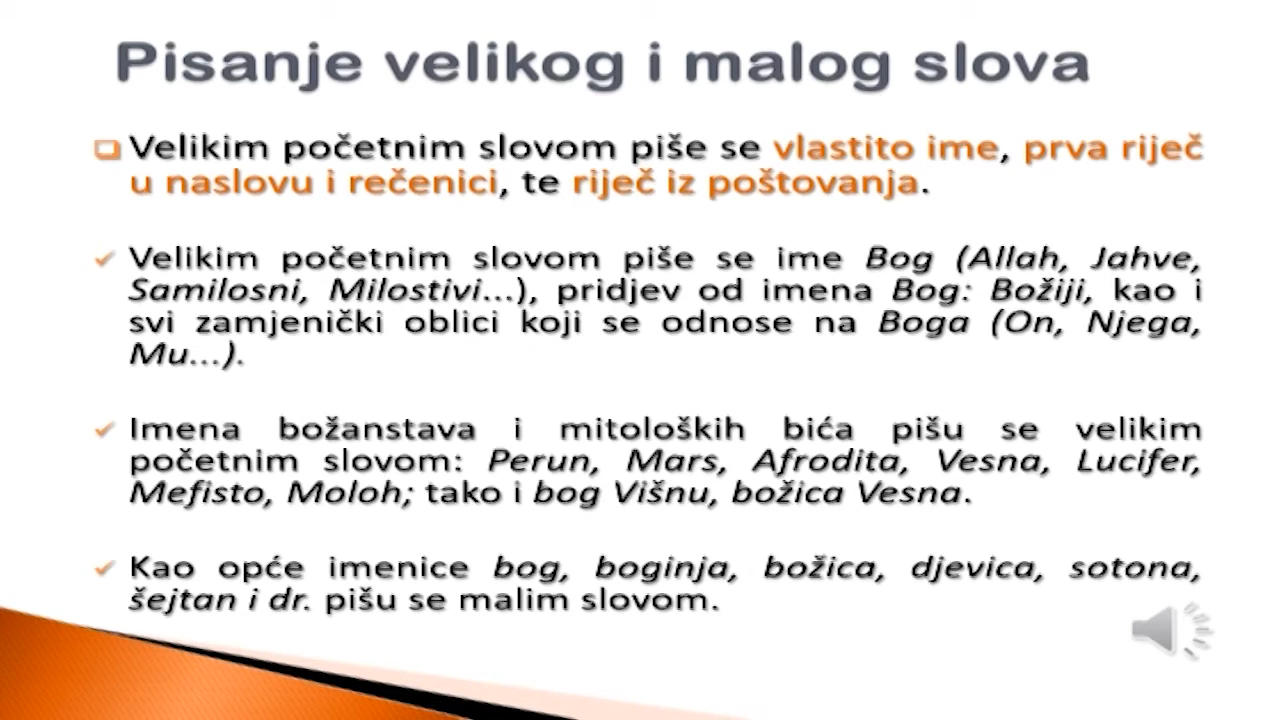 Pisanje velikog i malog slova
Velikim početnim slovom piše se vlastito ime, prva riječ
u naslovu i rečenici, te riječ iz poštovanja.
Velikim početnim slovom piše se ime Bog (Allah, Jahve,
Samilosni, Milostivi...), pridjev od imena Bog: Božiji, kao i
svi zamjenički oblici koji se odnose na Boga (On, Njega,
Mu...).
Imena božanstava i mitoloških bića pišu se velikim
početnim slovom: Perun, Mars, Afrodita, Vesna, Lucifer,
Mefisto, Moloh; tako i bog Višnu, božica Vesna.
Kao opće imenice bog, boginja, božica, djevica, sotona,
šejtan i dr. pišu se malim slovom.